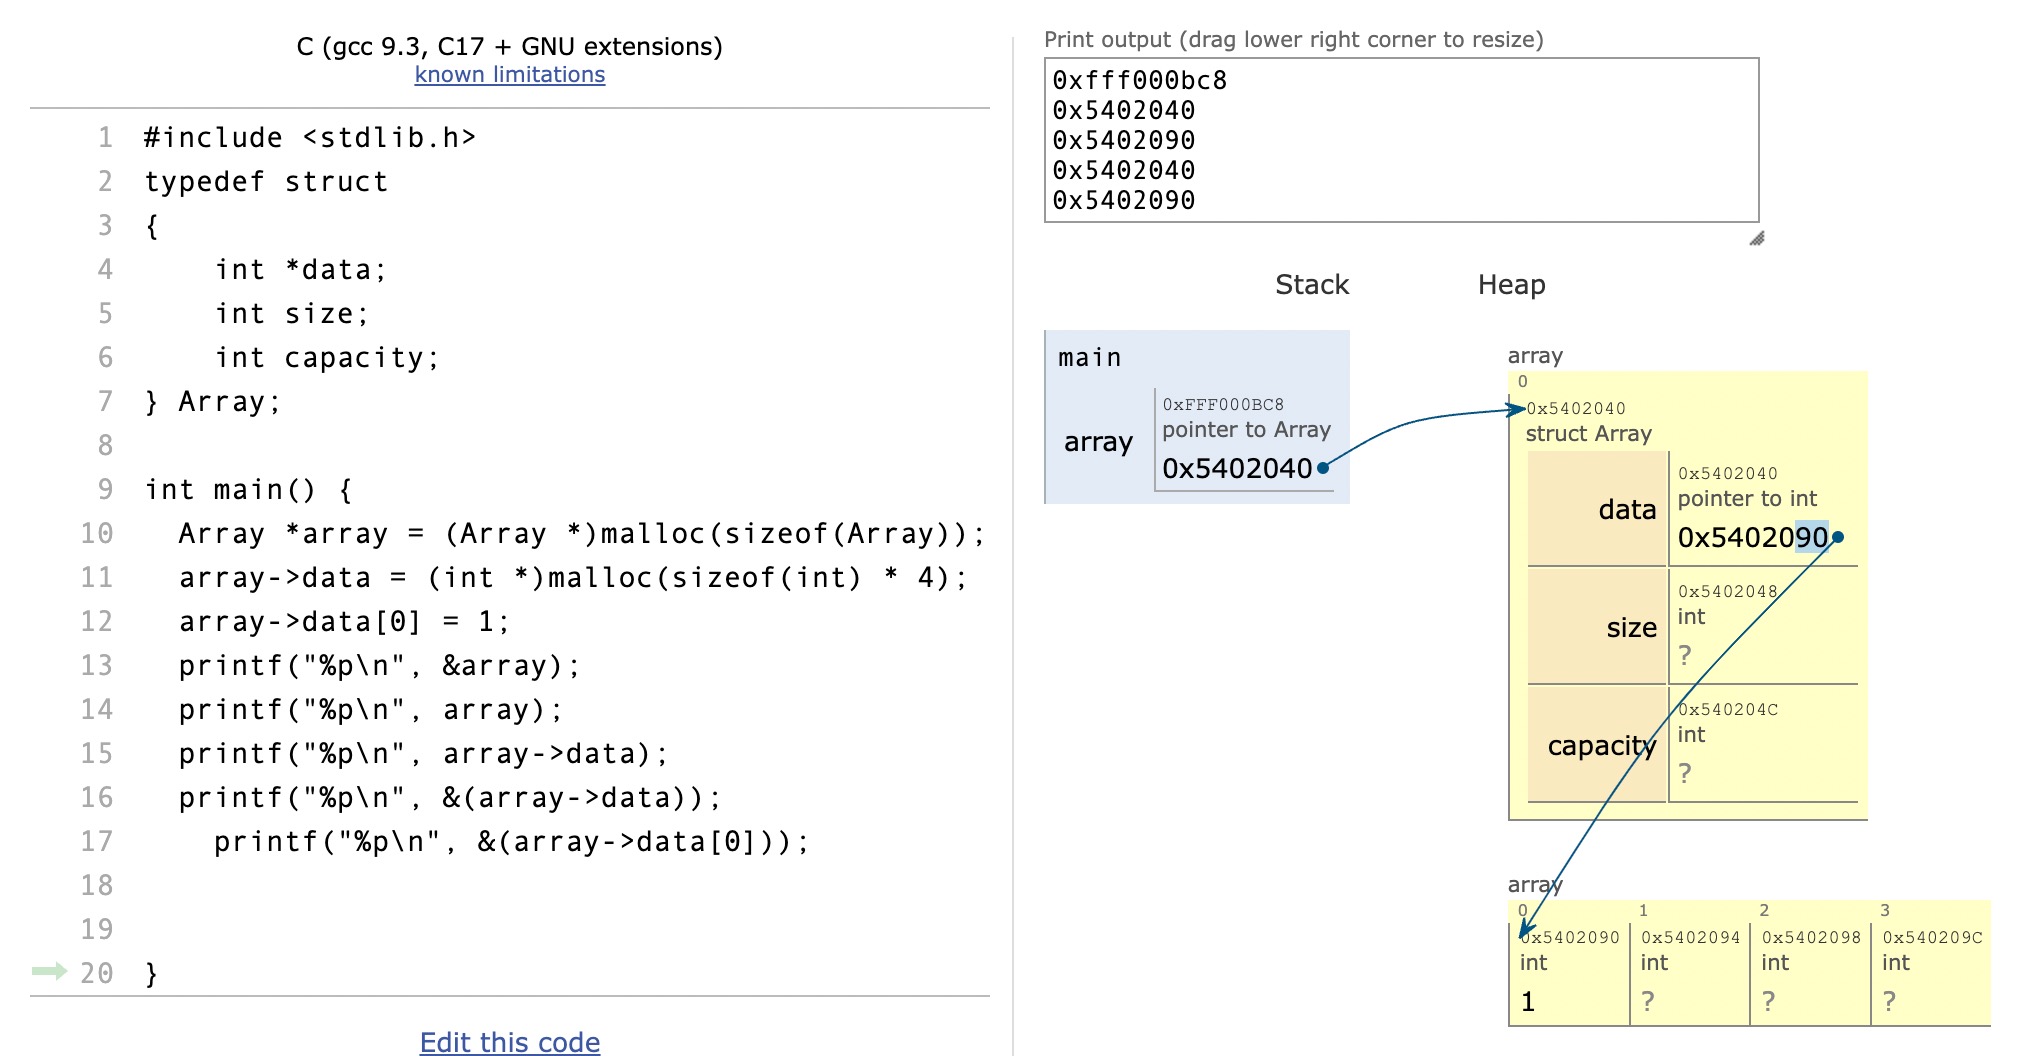 C (gcc 9.3, C17 + GNU extensions)
known limitations
1 #include <stdlib.h>
2 typedef struct
3 {
4     int *data;
5     int size;
6     int capacity;
7 } Array;
8
9 int main() {
10   Array *array = (Array *)malloc(sizeof(Array));
11   array->data = (int *)malloc(sizeof(int) * 4);
12   array->data[0] = 1;
13   printf("%p\n", &array);
14   printf("%p\n", array);
15   printf("%p\n", array->data);
16   printf("%p\n", &(array->data));
17     printf("%p\n", &(array->data[0]));
18
19
20 }
Edit this code
Print output (drag lower right corner to resize)
0xfff000bc8
0x5402040
0x5402090
0x5402040
0x5402090
Stack Heap
main
array
0xFFF000BC8
pointer to Array
0x5402040
array
0
0x5402040
struct Array
data
0x5402040
pointer to int
0x5402090
size
0x5402048
int
?
capacity
0x540204C
int
?
array
0 1 2 3
0x5402090 0x5402094 0x5402098 0x540209C
int int int int
1 ? ? ?